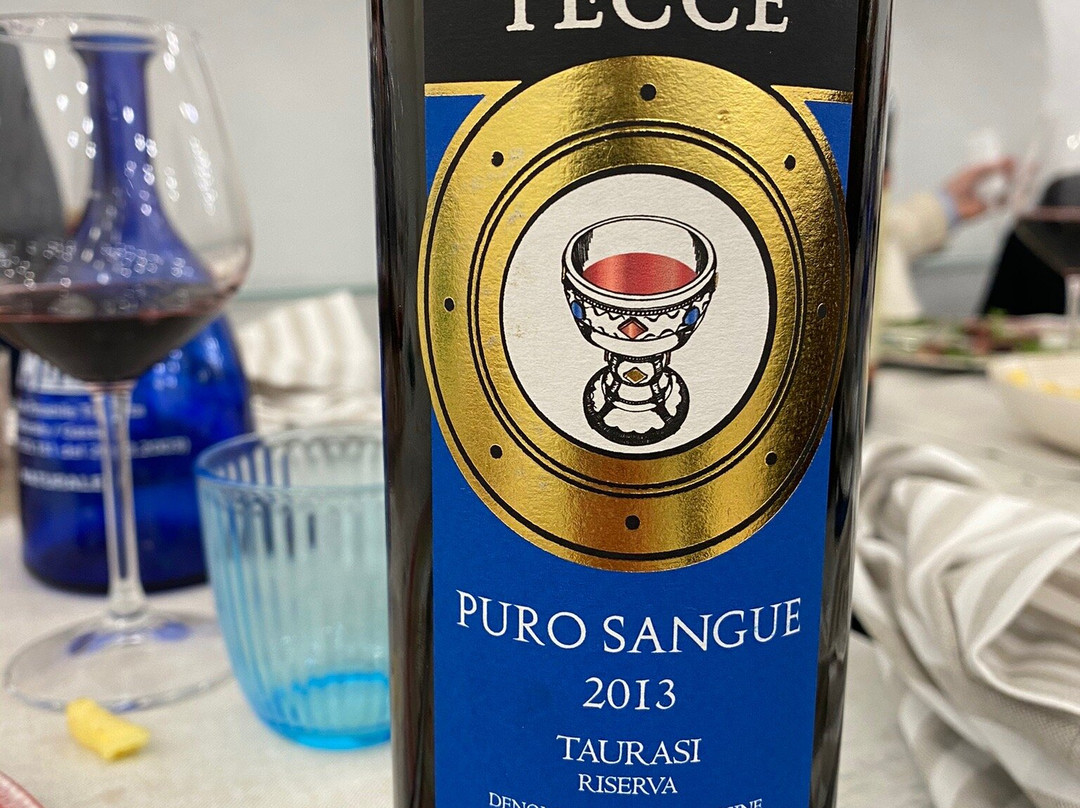 TECCE
PURO SANGUE
2013
TAURASI
RISERVA